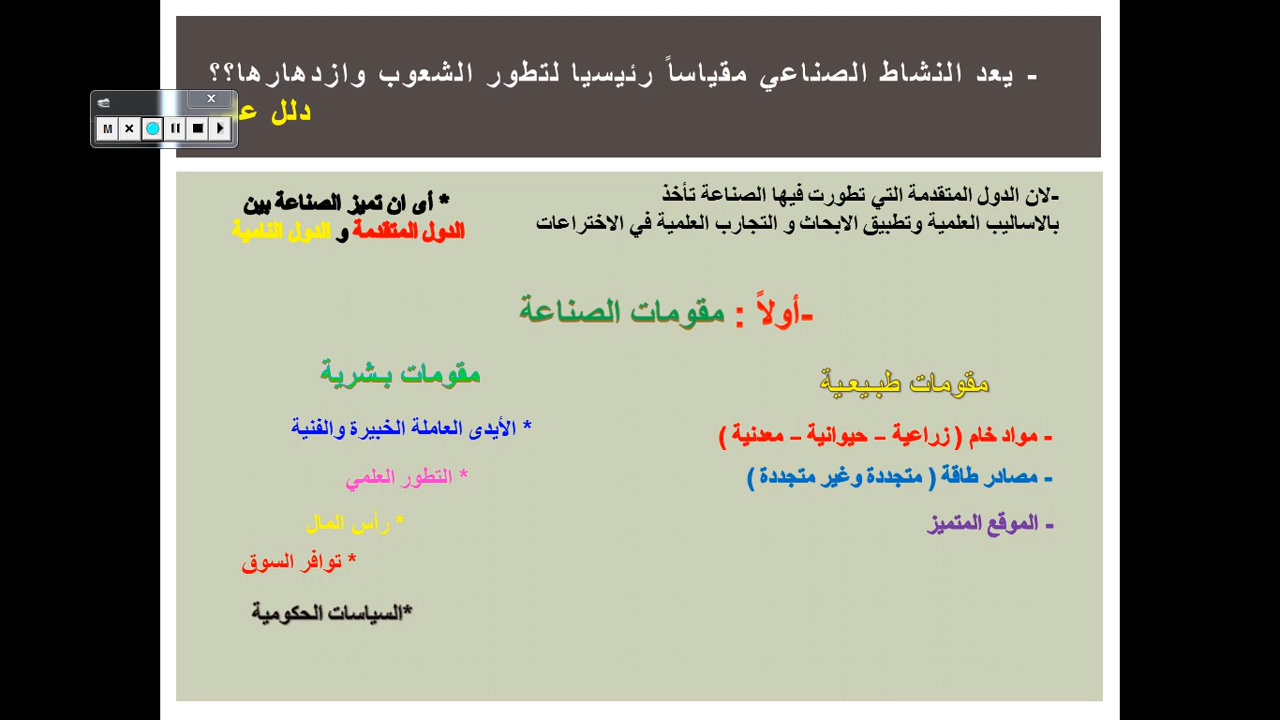 - يعد النشاط الصناعي مقياساً رئيسيا لتطور الشعوب وازدهارها؟؟
دلل
-لان الدول المتقدمة التي تطورت فيها الصناعة تأخذ
بالاساليب العلمية وتطبيق الابحاث و التجارب العلمية في الاختراعات
* أى ان تميز الصناعة بين
الدول المتقدمة و الدول النامية
-أولاً : مقومات الصناعة
مقومات طبيعية
- مواد خام ( زراعية – حيوانية – معدنية )
- مصادر طاقة ( متجددة وغير متجددة )
- الموقع المتميز
مقومات بشرية
* الأيدى العاملة الخبيرة والفنية
* التطور العلمي
* رأس المال
* توافر السوق
*السياسات الحكومية
M